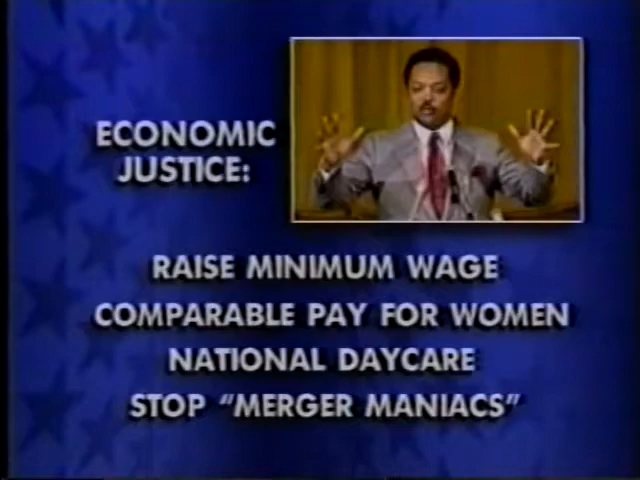 ECONOMIC
JUSTICE:
RAISE MINIMUM WAGE
COMPARABLE PAY FOR WOMEN
NATIONAL DAYCARE
STOP “MERGER MANIACS”